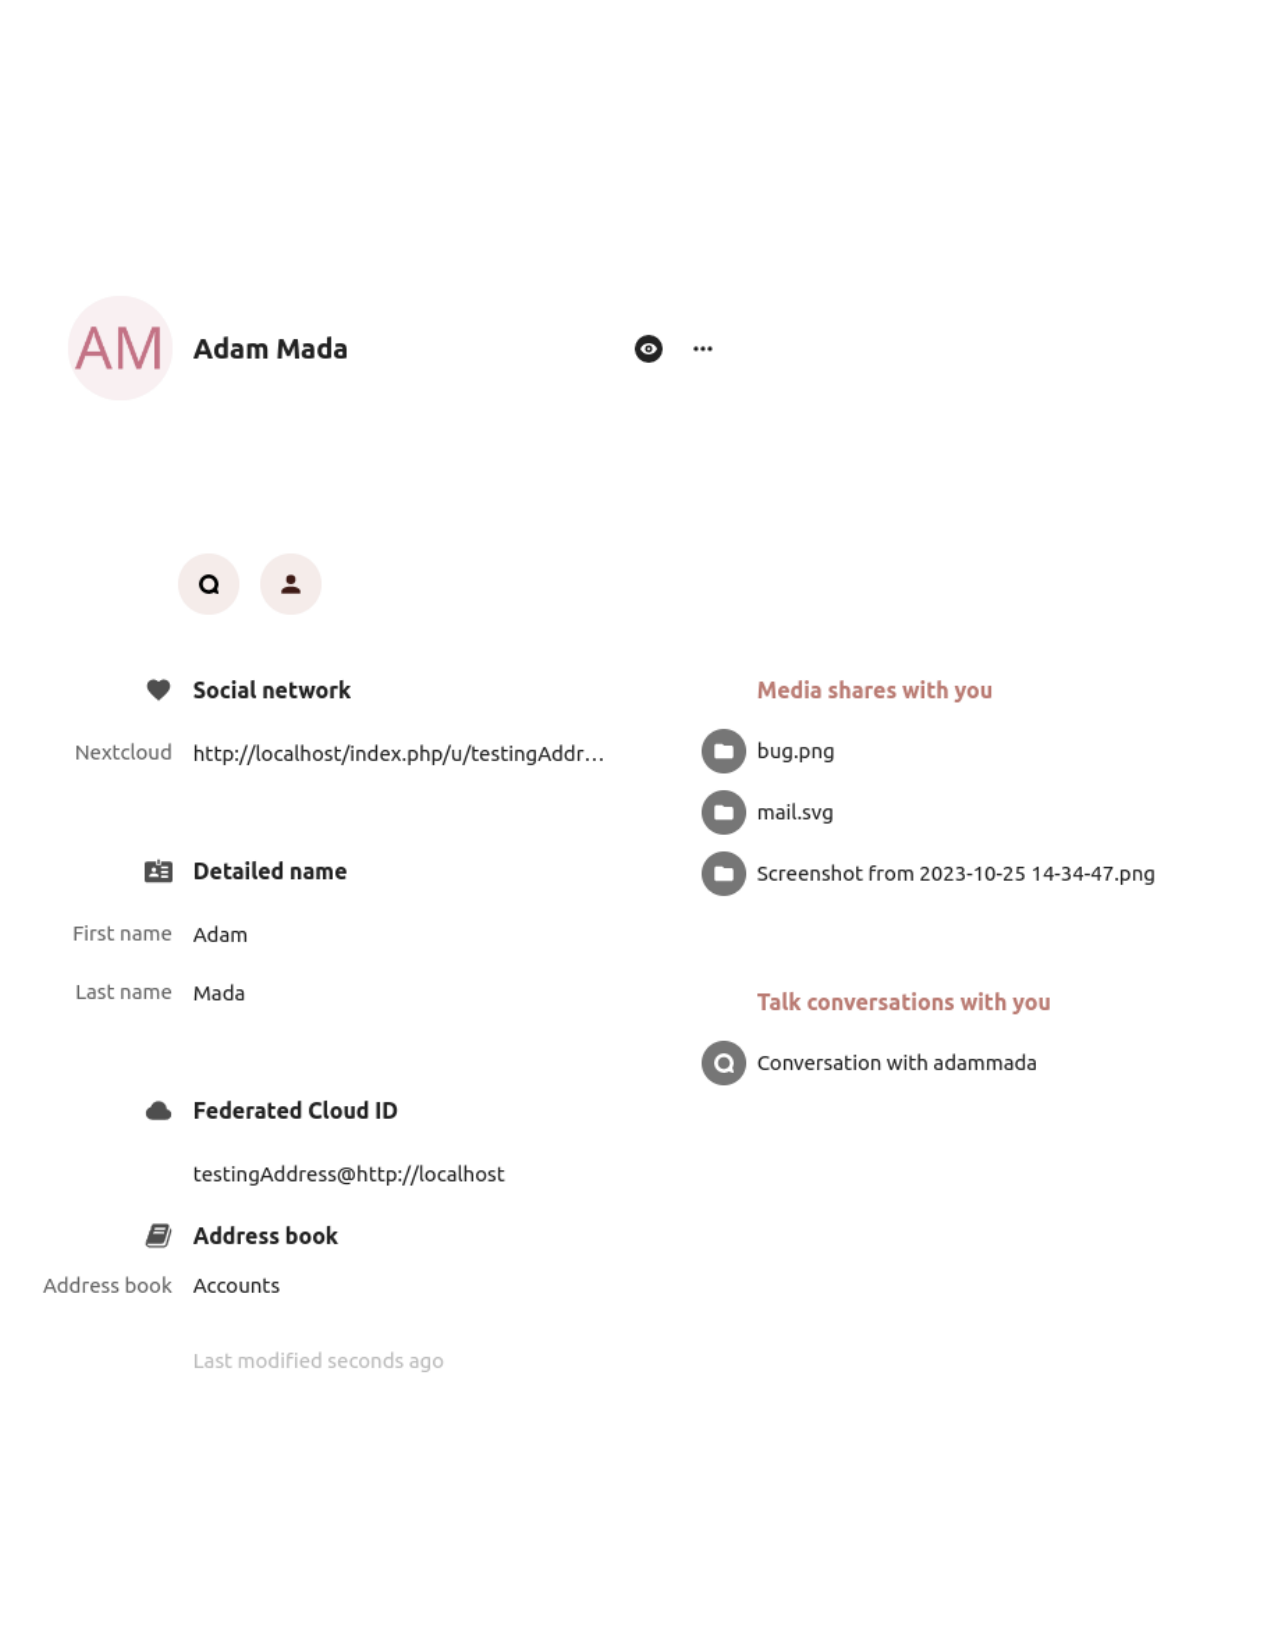 AM
Adam Mada
Social network
Nextcloud http://localhost/index.php/u/testingAddr…
Detailed name
First name Adam
Last name Mada
Federated Cloud ID
testingAddress@http://localhost
Address book
Address book Accounts
Last modified seconds ago
Media shares with you
bug.png
mail.svg
Screenshot from 2023-10-25 14-34-47.png
Talk conversations with you
Conversation with adammada